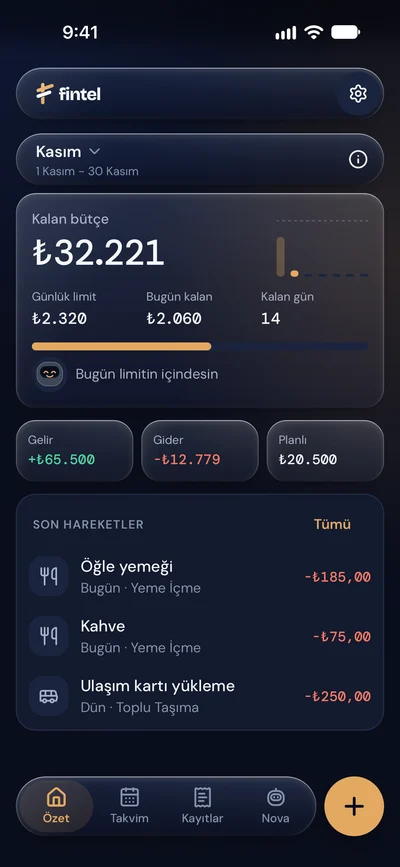 9:41
fintel
Kasım
1 Kasım - 30 Kasım
Kalan bütçe
₺32.221
Günlük limit
Bugün kalan
Kalan gün
₺2.320
₺2.060
14
Bugün limitin içindesin
Gelir
Gider
Planlı
+₺65.500
-₺12.779
₺20.500
SON HAREKETLER
Tümü
Öğle yemeği
-₺185,00
Bugün · Yeme İçme
Kahve
-₺75,00
Bugün · Yeme İçme
Ulaşım kartı yükleme
-₺250,00
Dün · Toplu Taşıma
Özet
Takvim
Kayıtlar
Nova